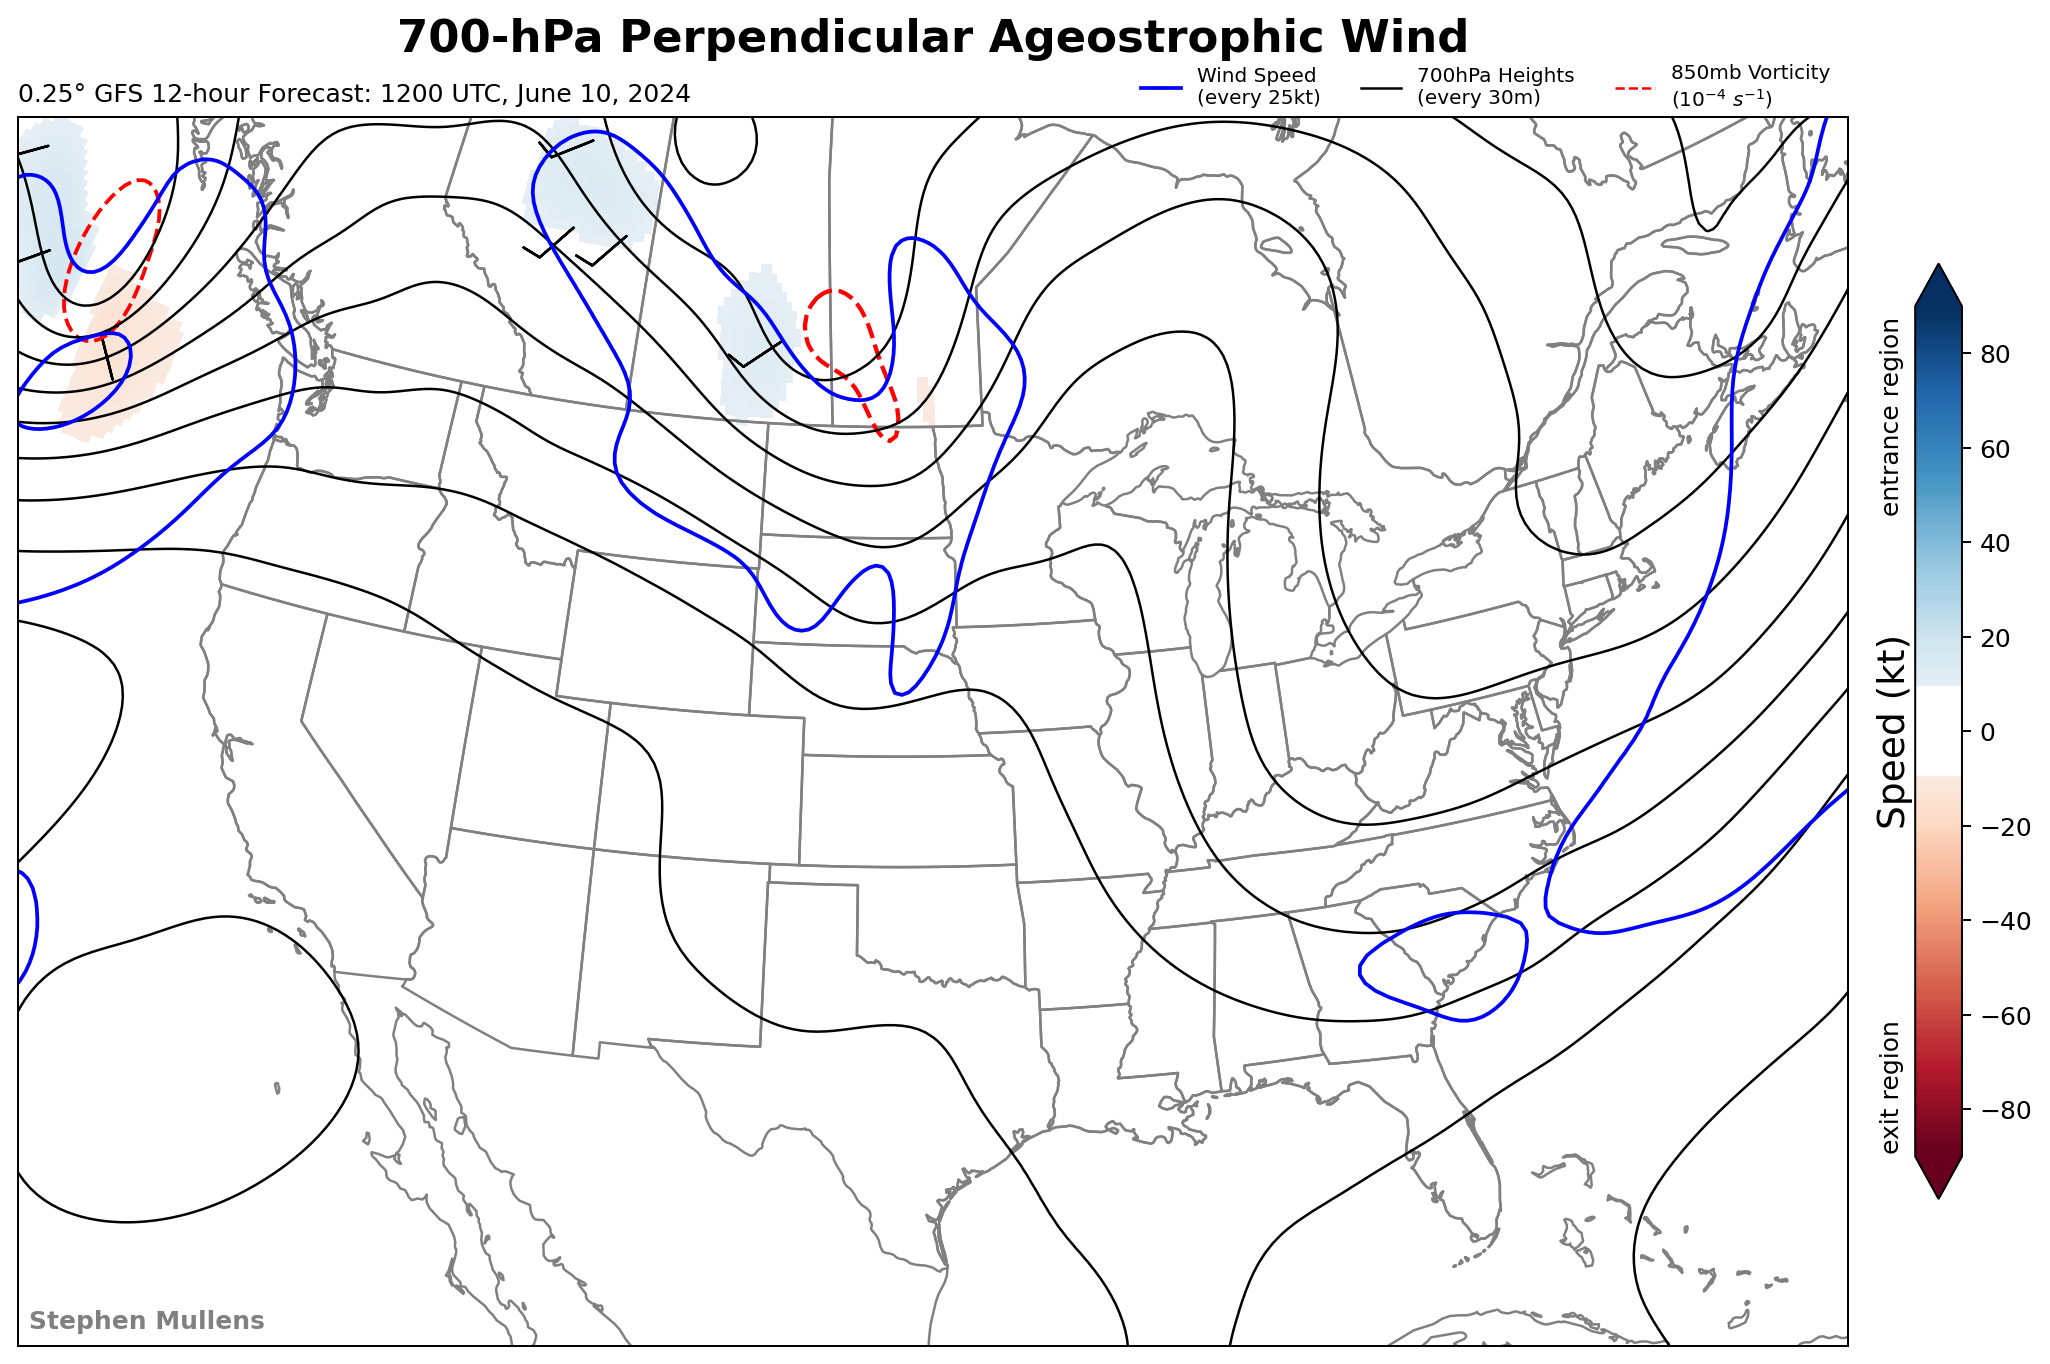 700-hPa Perpendicular Ageostrophic Wind
0.25° GFS 12-hour Forecast: 1200 UTC, June 10, 2024
Wind Speed
(every 25kt)
700hPa Heights
(every 30m)
850mb Vorticity
(10⁻⁴ s⁻¹)
entrance region
Speed (kt)
exit region
80
60
40
20
0
−20
−40
−60
−80
Stephen Mullens